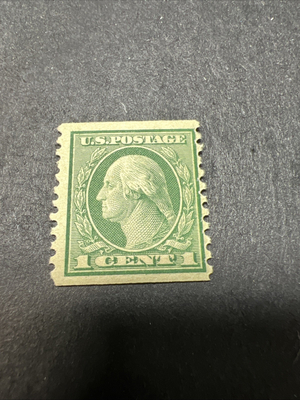 U.S. POSTAGE
1 CENT 1